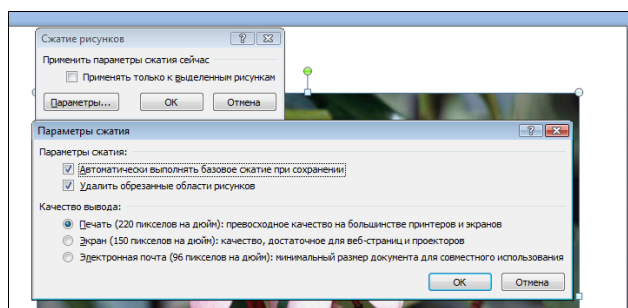 Сжатие рисунков
Применить параметры сжатия сейчас
Применять только к выделенным рисункам
Параметры... ОК Отмена
Параметры сжатия
Параметры сжатия:
Автоматически выполнять базовое сжатие при сохранении
Удалить обрезанные области рисунков
Качество вывода:
Печать (220 пикселов на дюйм): превосходное качество на большинстве принтеров и экранов
Экран (150 пикселов на дюйм): качество, достаточное для веб-страниц и проекторов
Электронная почта (96 пикселов на дюйм): минимальный размер документа для совместного использования
ОК Отмена